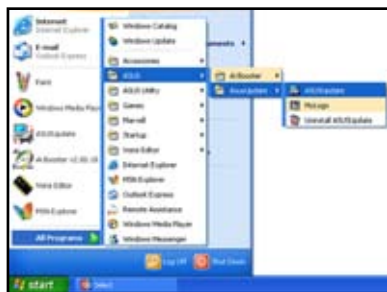 Internet
Internet Explorer
E-mail
Outlook Express
Paint
Windows Media Player
ASUSUpdate
Ai Booster
Voice Editor
MSN Explorer
All Programs
Windows Catalog
Windows Update
Accessories
ASUS
ASUS Utility
Games
Marvell
Startup
Voice Editor
Internet Explorer
MSN Explorer
Outlook Express
Remote Assistance
Windows Media Player
Windows Messenger
Ai Booster
AsusUpdate
ASUSUpdate
MyLogo
Uninstall ASUSUpdate
Log Off
Shut Down
start